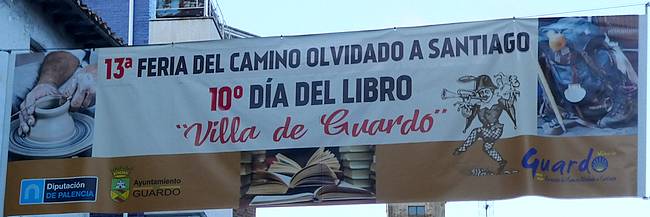 13ª FERIA DEL CAMINO OLVIDADO A SANTIAGO
10º DÍA DEL LIBRO
"Villa de Guardo"
Diputación
DE PALENCIA
Ayuntamiento
GUARDO
Guardo
Guardo